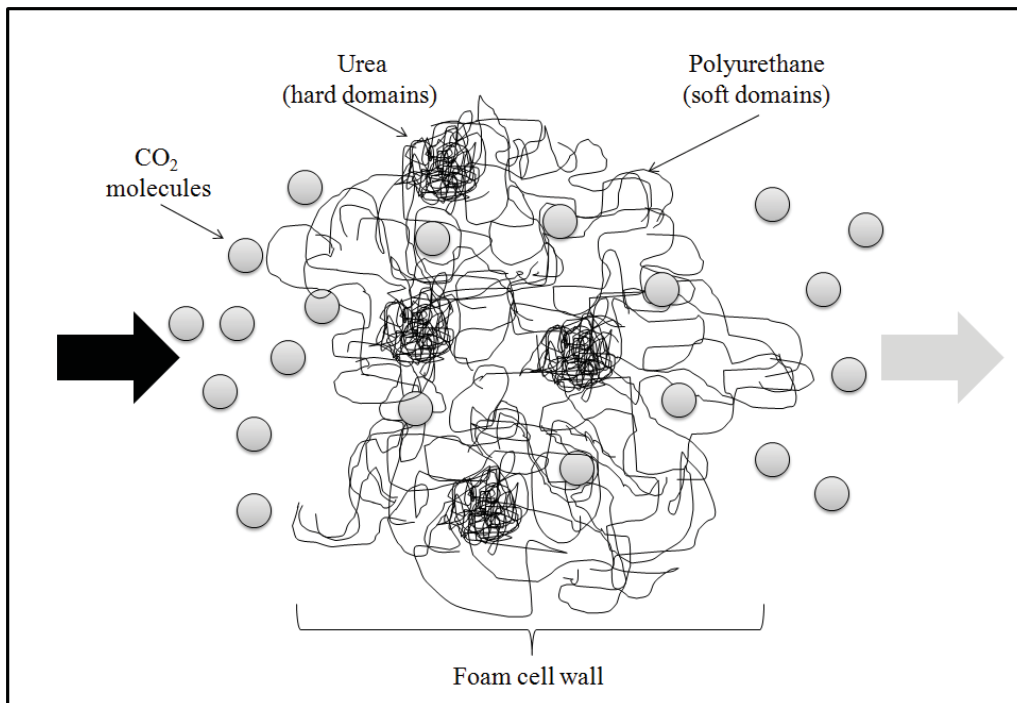 Urea
(hard domains)
Polyurethane
(soft domains)
CO₂
molecules
Foam cell wall